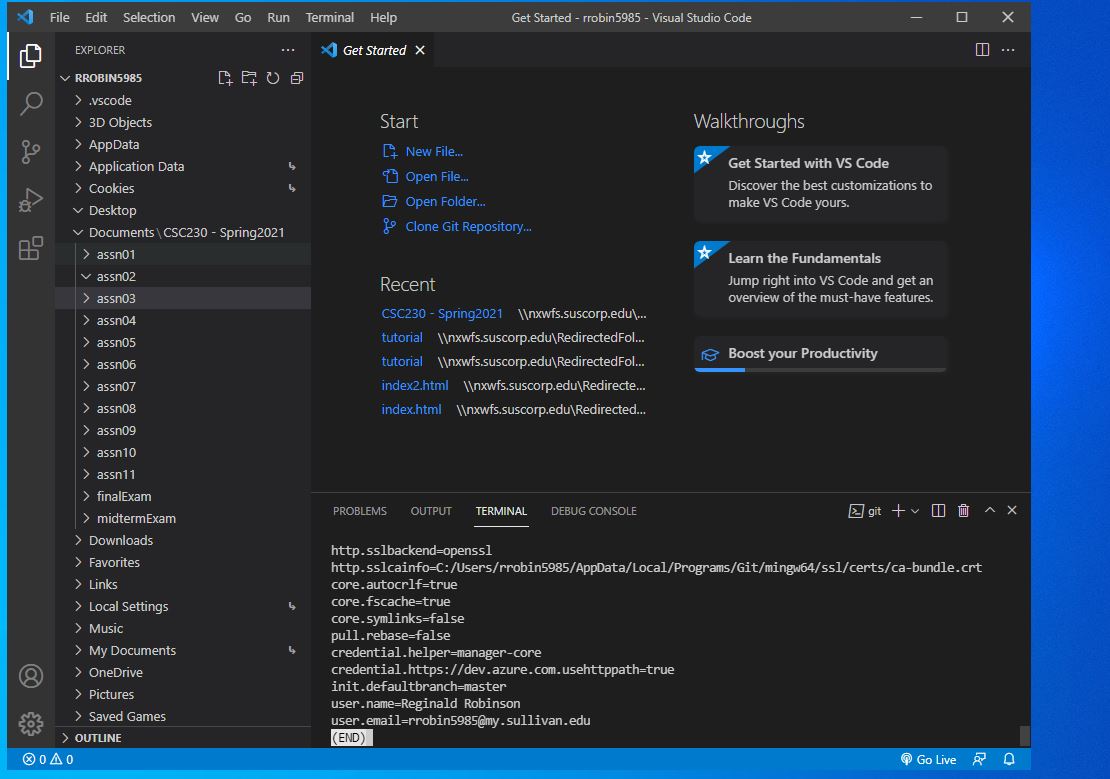 File Edit Selection View Go Run Terminal Help
Get Started - rrobin5985 - Visual Studio Code
EXPLORER
RROBIN5985
.vscode
3D Objects
AppData
Application Data
Cookies
Desktop
Documents \ CSC230 - Spring2021
assn01
assn02
assn03
assn04
assn05
assn06
assn07
assn08
assn09
assn10
assn11
finalExam
midtermExam
Downloads
Favorites
Links
Local Settings
Music
My Documents
OneDrive
Pictures
Saved Games
OUTLINE
Get Started
Start
New File...
Open File...
Open Folder...
Clone Git Repository...
Recent
CSC230 - Spring2021 \\nxwfs.suscorp.edu\...
tutorial \\nxwfs.suscorp.edu\RedirectedFol...
tutorial \\nxwfs.suscorp.edu\RedirectedFol...
index2.html \\nxwfs.suscorp.edu\Redirecte...
index.html \\nxwfs.suscorp.edu\Redirected...
Walkthroughs
Get Started with VS Code
Discover the best customizations to
make VS Code yours.
Learn the Fundamentals
Jump right into VS Code and get an
overview of the must-have features.
Boost your Productivity
PROBLEMS OUTPUT TERMINAL DEBUG CONSOLE
git
http.sslbackend=openssl
http.sslcainfo=C:/Users/rrobin5985/AppData/Local/Programs/Git/mingw64/ssl/certs/ca-bundle.crt
core.autocrlf=true
core.fscache=true
core.symlinks=false
pull.rebase=false
credential.helper=manager-core
credential.https://dev.azure.com.usehttppath=true
init.defaultbranch=master
user.name=Reginald Robinson
user.email=rrobin5985@my.sullivan.edu
(END)
0 0
Go Live